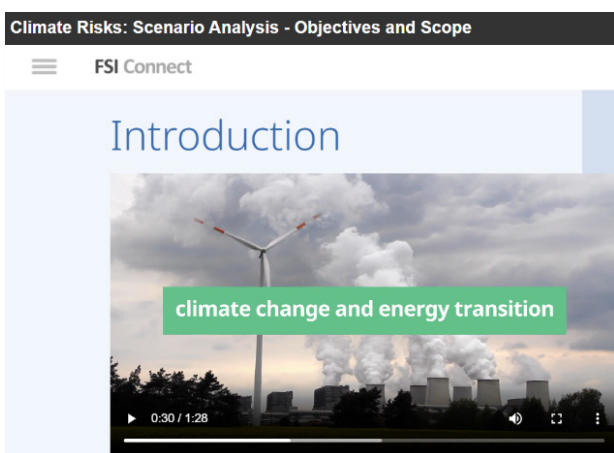 Climate Risks: Scenario Analysis - Objectives and Scope
FSI Connect
Introduction
climate change and energy transition
0:30 / 1:28